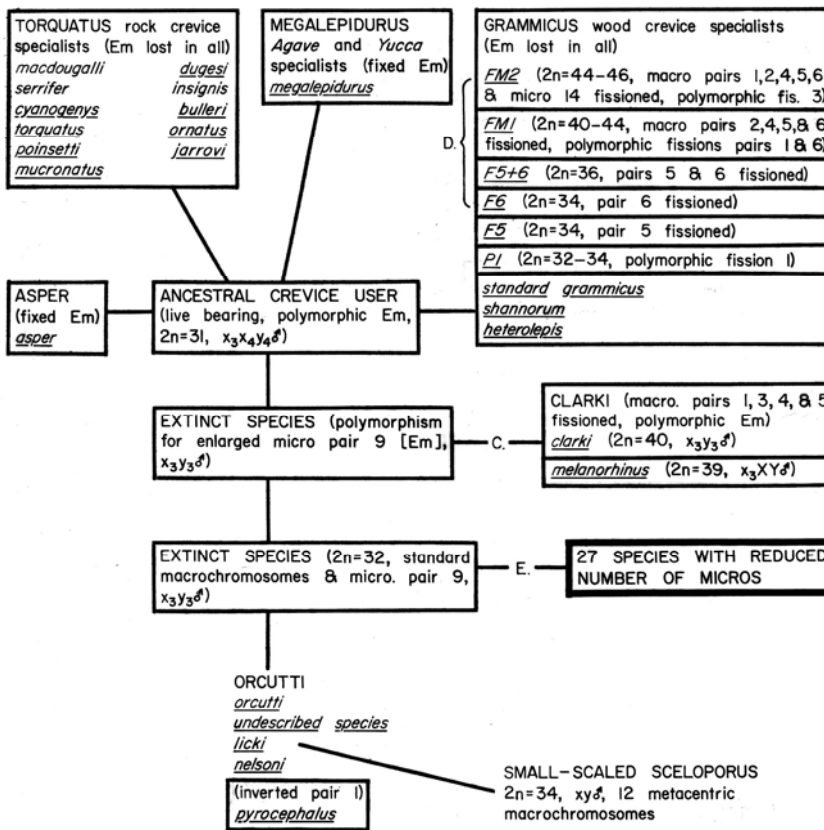 TORQUATUS rock crevice
specialists (Em lost in all)
macdougalli dugesi
serrifer insignis
cyanogenys bulleri
torquatus ornatus
poinsetti jarrovi
mucronatus
MEGALEPIDURUS
Agave and Yucca
specialists (fixed Em)
megalepidurus
GRAMMICUS wood crevice specialists
(Em lost in all)
FM2 (2n=44-46, macro pairs 1,2,4,5,6
& micro 14 fissioned, polymorphic fis. 3)
FM1 (2n=40-44, macro pairs 2,4,5,& 6
fissioned, polymorphic fissions pairs 1 & 6)
D.
F5+6 (2n=36, pairs 5 & 6 fissioned)
F6 (2n=34, pair 6 fissioned)
F5 (2n=34, pair 5 fissioned)
P1 (2n=32-34, polymorphic fission 1)
standard grammicus
shannorum
heterolepis
ASPER
(fixed Em)
asper
ANCESTRAL CREVICE USER
(live bearing, polymorphic Em,
2n=31, x₃x₄y₄♂)
EXTINCT SPECIES (polymorphism
for enlarged micro pair 9 [Em],
x₃y₃♂)
C.
CLARKI (macro. pairs 1, 3, 4, & 5
fissioned, polymorphic Em)
clarki (2n=40, x₃y₃♂)
melanorhinus (2n=39, x₃XY♂)
EXTINCT SPECIES (2n=32, standard
macrochromosomes & micro. pair 9,
x₃y₃♂)
E.
27 SPECIES WITH REDUCED
NUMBER OF MICROS
ORCUTTI
orcutti
undescribed species
licki
nelsoni
(inverted pair 1)
pyrocephalus
SMALL-SCALED SCELOPORUS
2n=34, xy♂, 12 metacentric
macrochromosomes